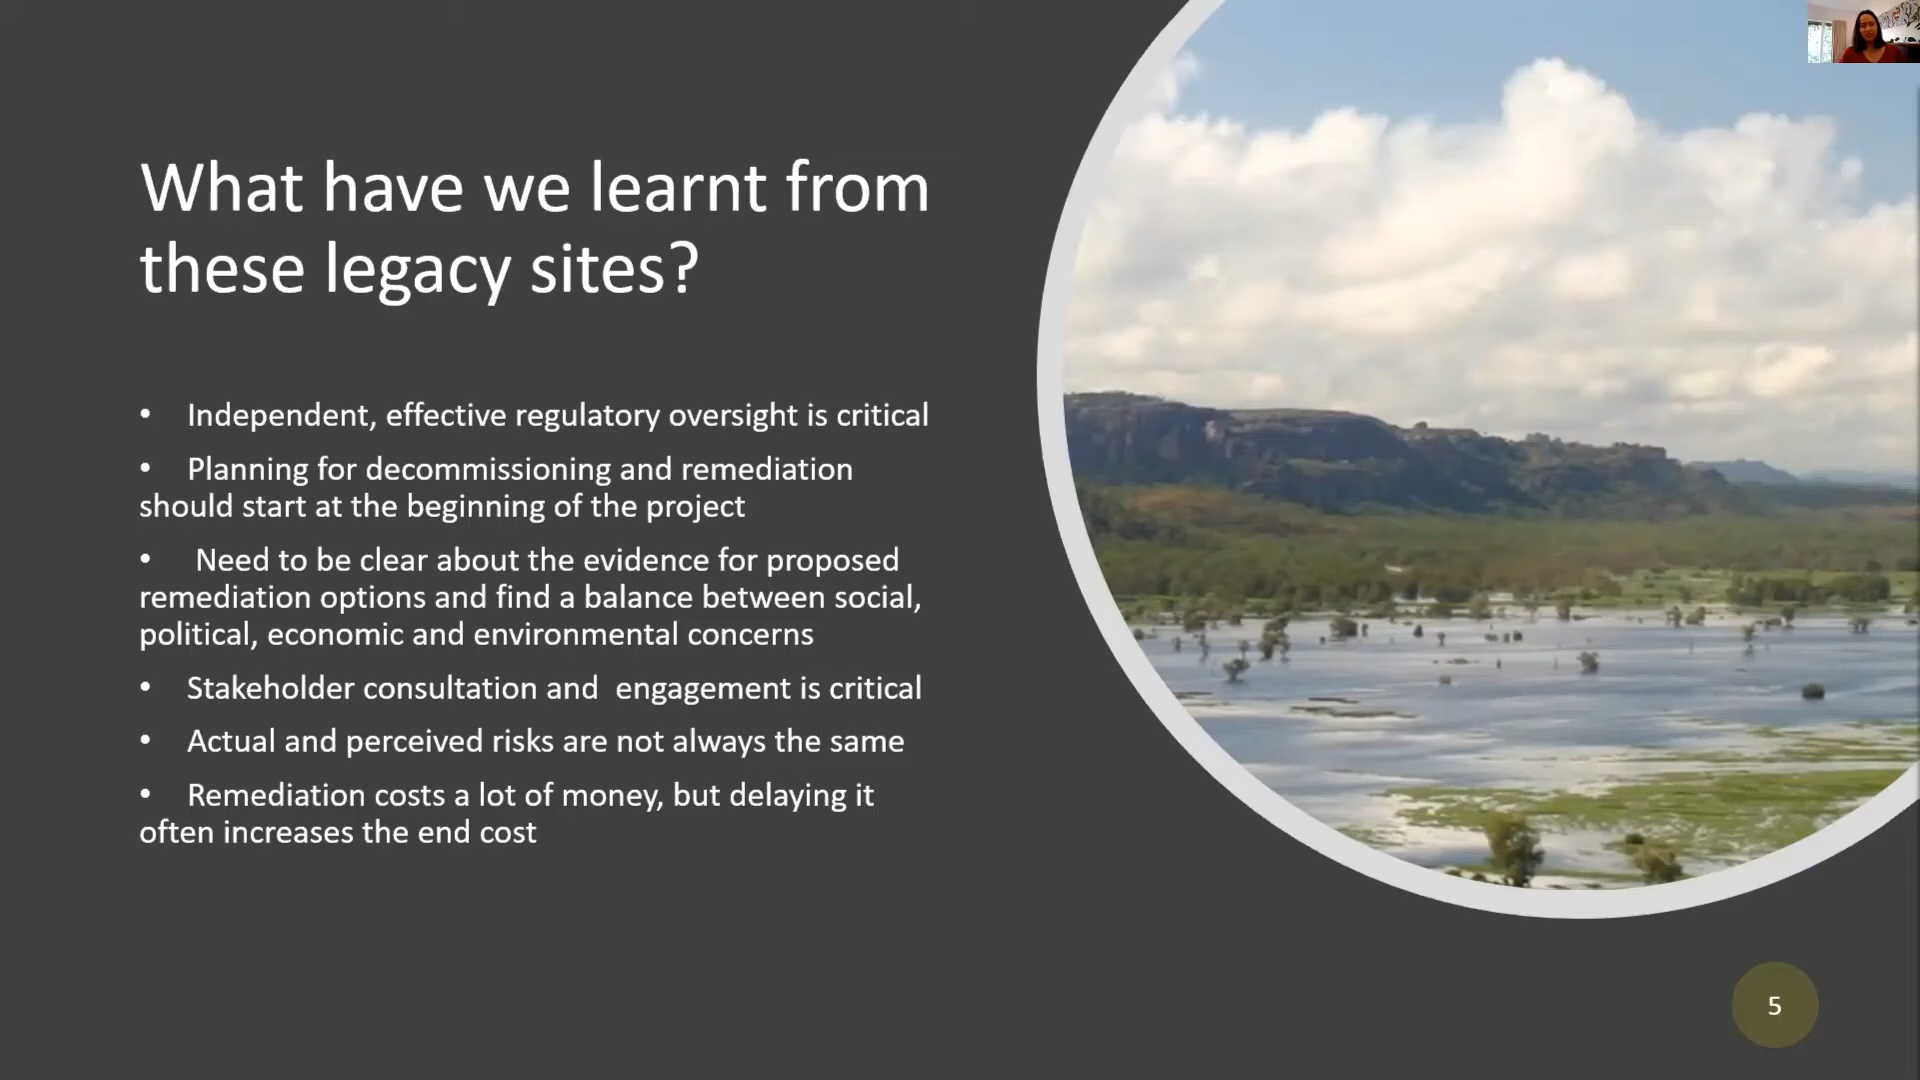 What have we learnt from
these legacy sites?
• Independent, effective regulatory oversight is critical
• Planning for decommissioning and remediation
should start at the beginning of the project
• Need to be clear about the evidence for proposed
remediation options and find a balance between social,
political, economic and environmental concerns
• Stakeholder consultation and  engagement is critical
• Actual and perceived risks are not always the same
• Remediation costs a lot of money, but delaying it
often increases the end cost
5